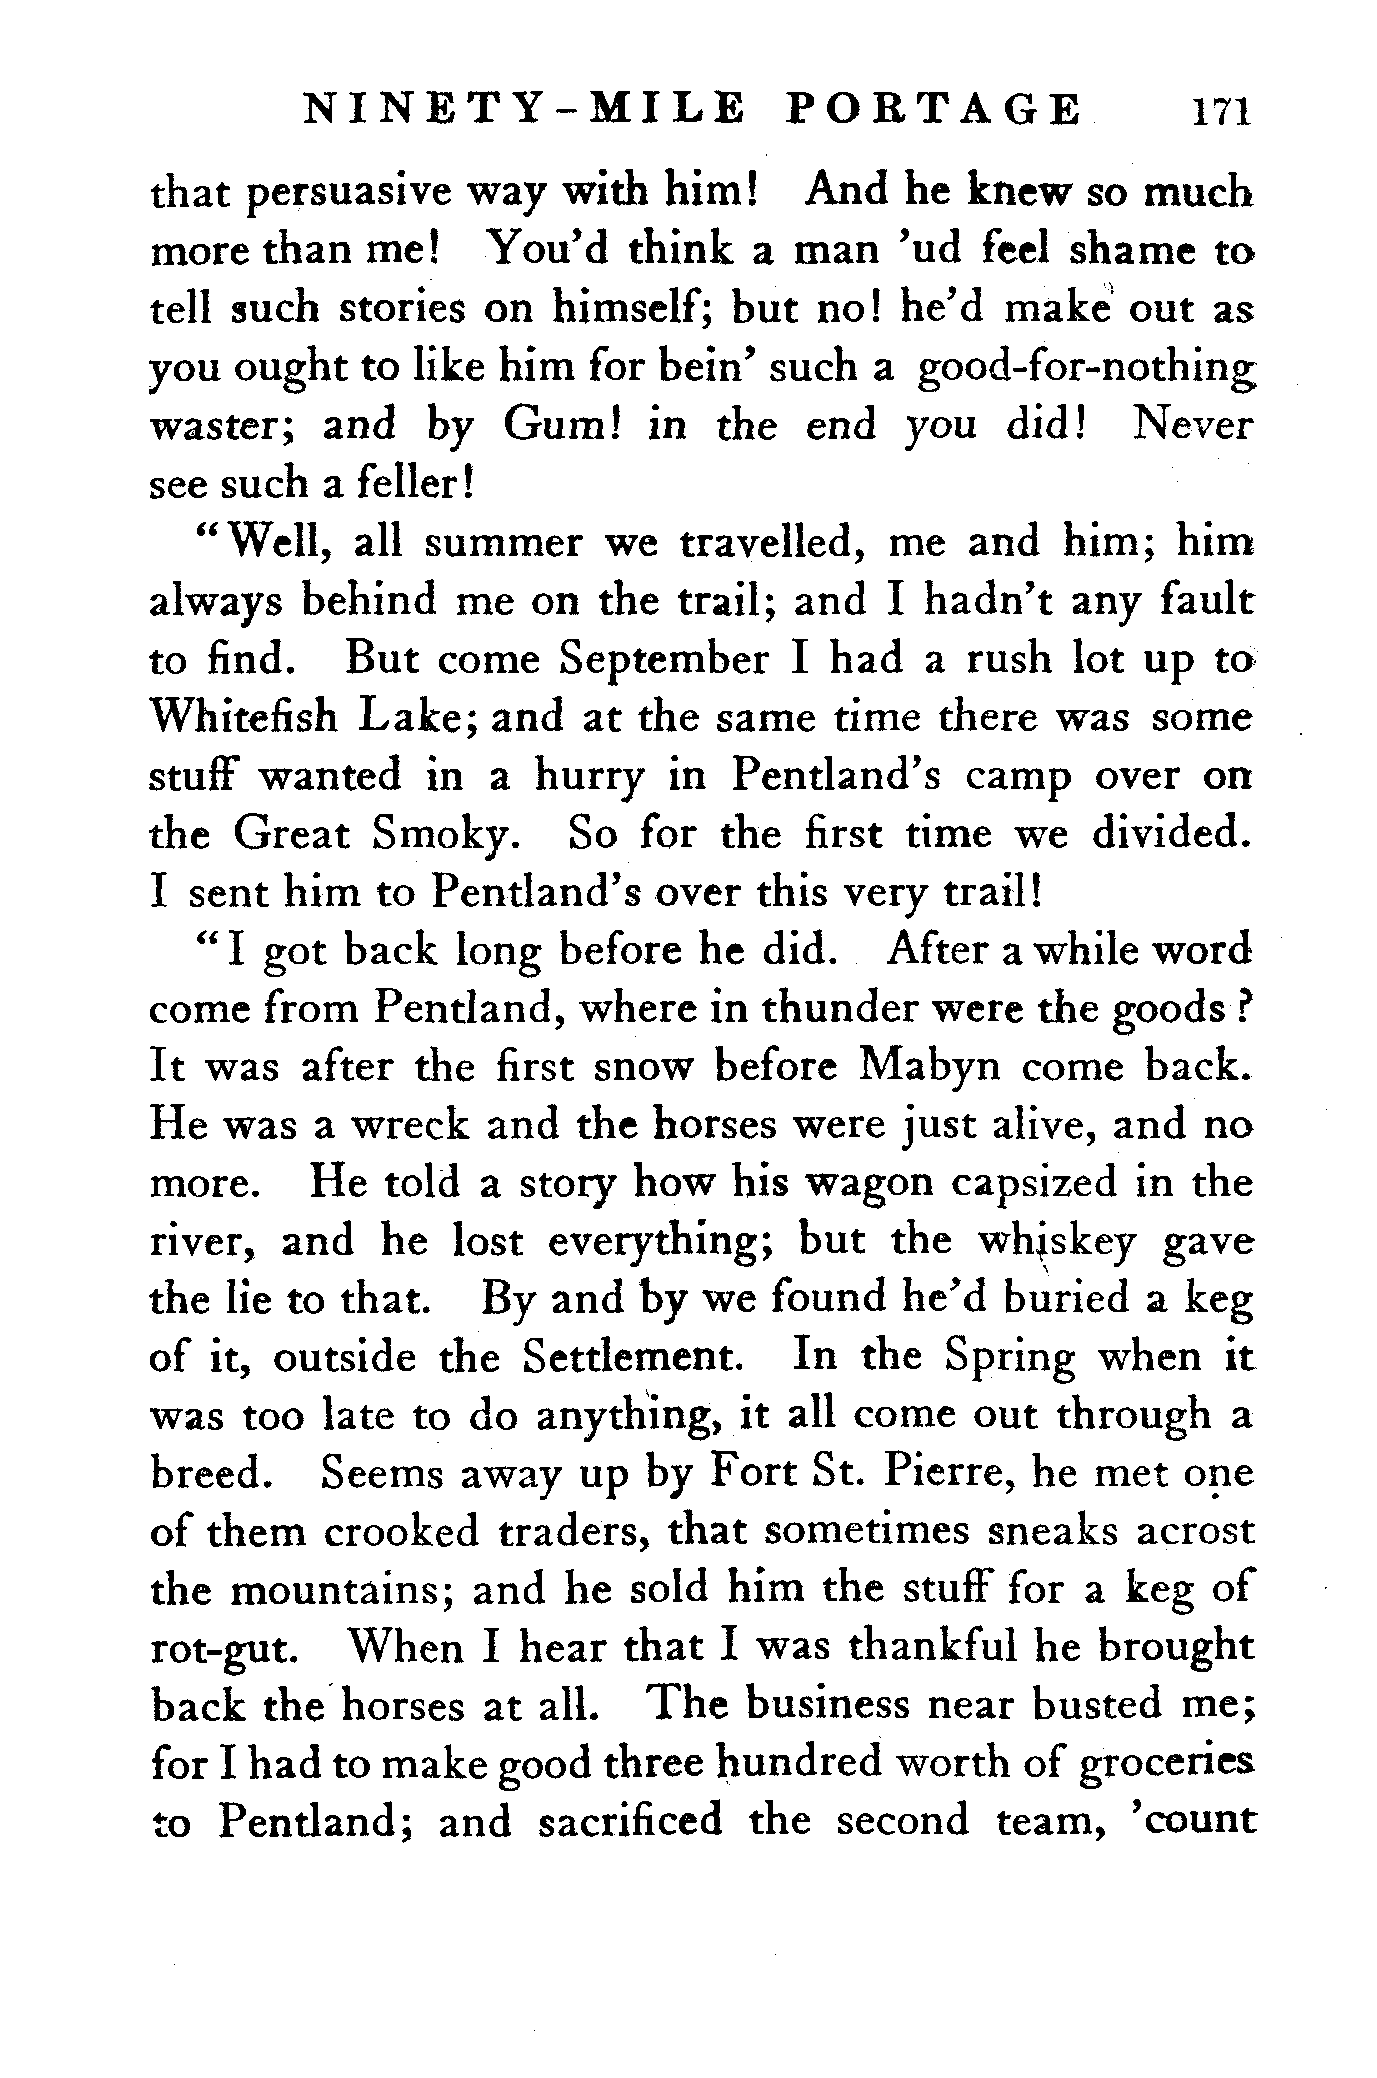 NINETY-MILE PORTAGE 171
that persuasive way with him! And he knew so much
more than me! You'd think a man 'ud feel shame to
tell such stories on himself; but no! he'd make out as
you ought to like him for bein' such a good-for-nothing
waster; and by Gum! in the end you did! Never
see such a feller!
"Well, all summer we travelled, me and him; him
always behind me on the trail; and I hadn't any fault
to find. But come September I had a rush lot up to
Whitefish Lake; and at the same time there was some
stuff wanted in a hurry in Pentland's camp over on
the Great Smoky. So for the first time we divided.
I sent him to Pentland's over this very trail!
"I got back long before he did. After a while word
come from Pentland, where in thunder were the goods?
It was after the first snow before Mabyn come back.
He was a wreck and the horses were just alive, and no
more. He told a story how his wagon capsized in the
river, and he lost everything; but the whiskey gave
the lie to that. By and by we found he'd buried a keg
of it, outside the Settlement. In the Spring when it
was too late to do anything, it all come out through a
breed. Seems away up by Fort St. Pierre, he met one
of them crooked traders, that sometimes sneaks acrost
the mountains; and he sold him the stuff for a keg of
rot-gut. When I hear that I was thankful he brought
back the horses at all. The business near busted me;
for I had to make good three hundred worth of groceries
to Pentland; and sacrificed the second team, 'count